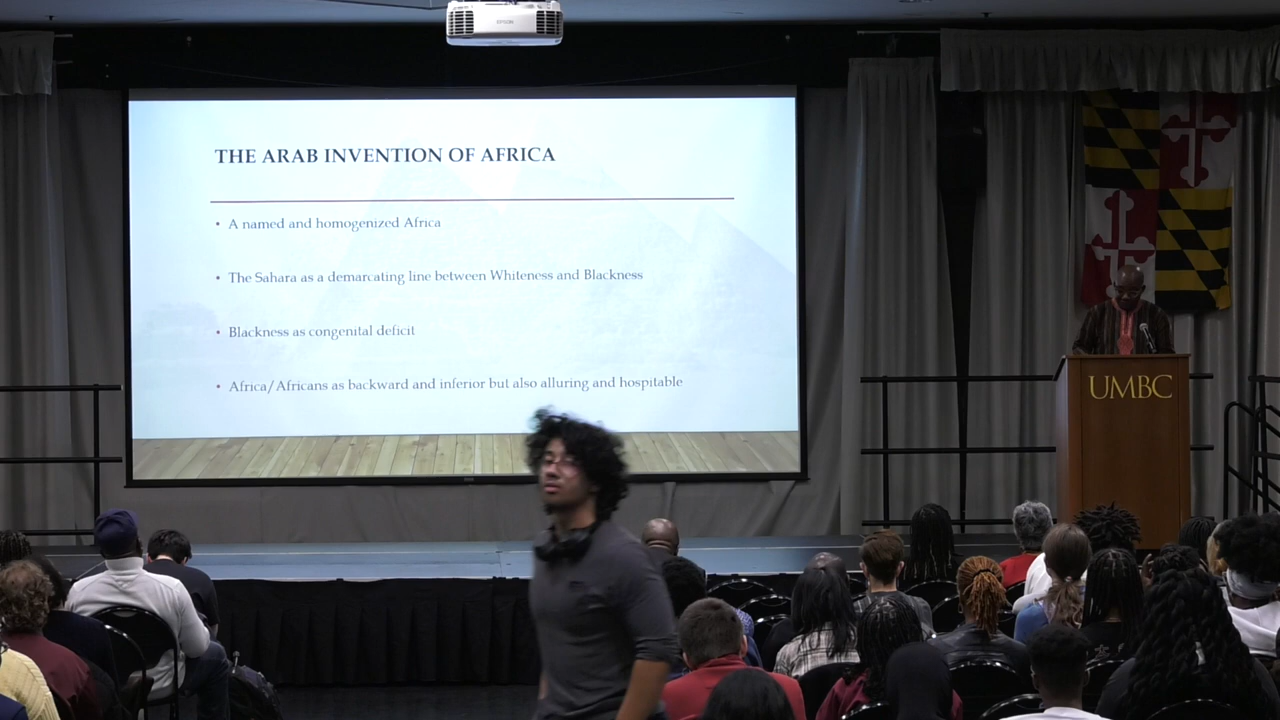 EPSON
THE ARAB INVENTION OF AFRICA
• A named and homogenized Africa
• The Sahara as a demarcating line between Whiteness and Blackness
• Blackness as congenital deficit
• Africa/Africans as backward and inferior but also alluring and hospitable
UMBC